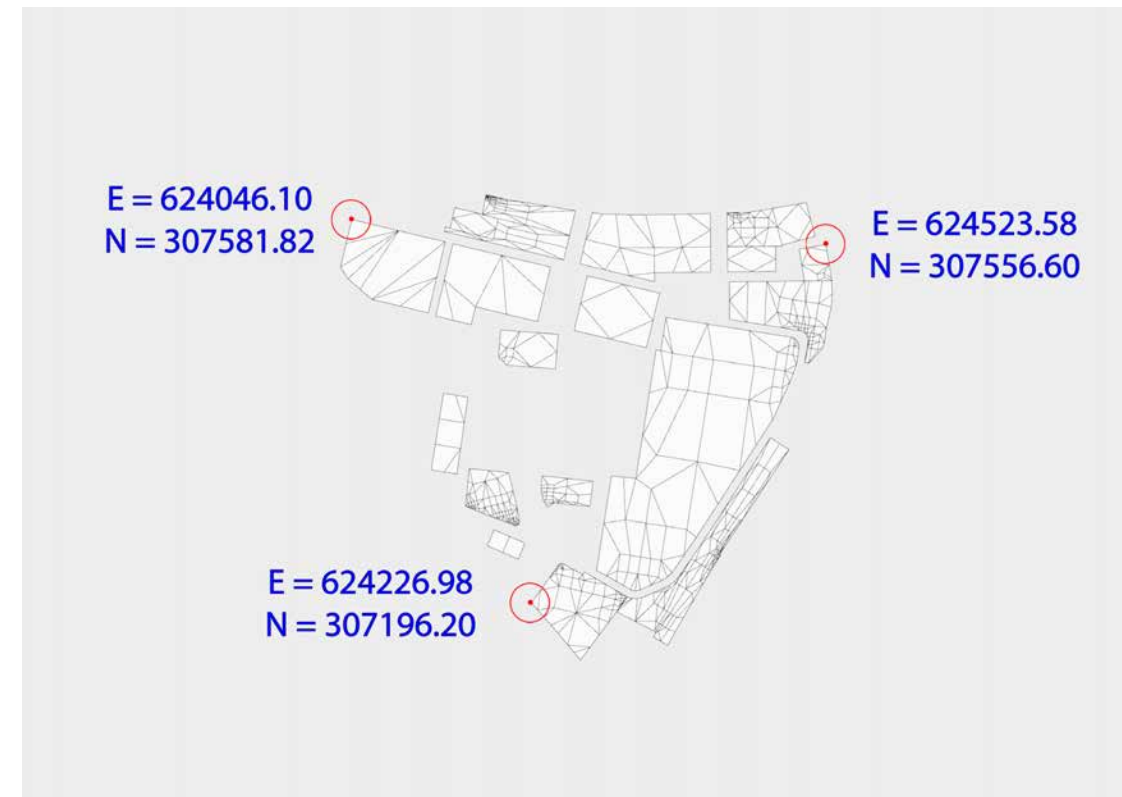 E = 624046.10
N = 307581.82
E = 624523.58
N = 307556.60
E = 624226.98
N = 307196.20